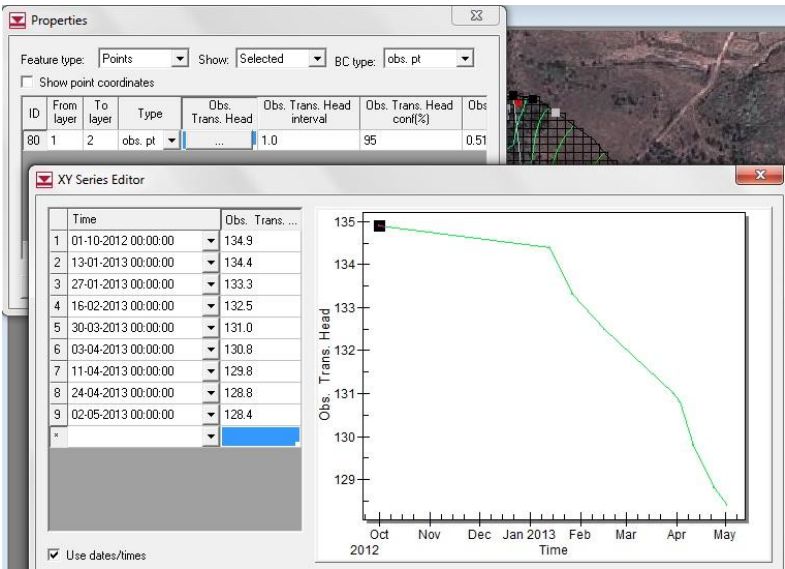 Properties
Feature type: Points Show: Selected BC type: obs. pt
Show point coordinates
ID From layer To layer Type Obs. Trans. Head Obs. Trans. Head interval Obs. Trans. Head conf(%) Obs
80 1 2 obs. pt ... 1.0 95 0.51
XY Series Editor
Time Obs. Trans. ...
1 01-10-2012 00:00:00 134.9
2 13-01-2013 00:00:00 134.4
3 27-01-2013 00:00:00 133.3
4 16-02-2013 00:00:00 132.5
5 30-03-2013 00:00:00 131.0
6 03-04-2013 00:00:00 130.8
7 11-04-2013 00:00:00 129.8
8 24-04-2013 00:00:00 128.8
9 02-05-2013 00:00:00 128.4
*
Use dates/times
Obs. Trans. Head
135
134
133
132
131
130
129
Oct Nov Dec Jan 2013 Feb Mar Apr May
2012 Time